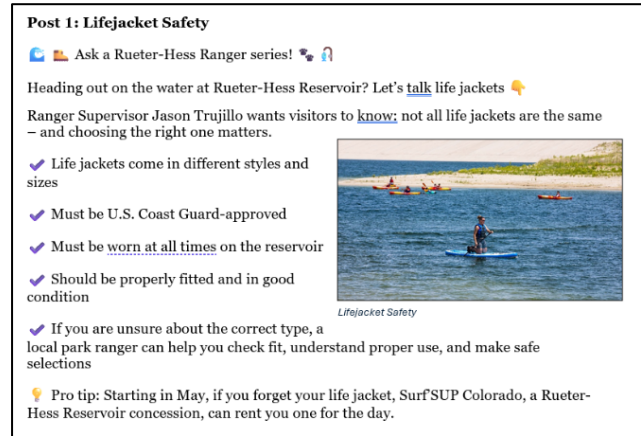 Post 1: Lifejacket Safety
🌊 🥾 Ask a Rueter-Hess Ranger series! 🐾 🎣
Heading out on the water at Rueter-Hess Reservoir? Let's talk life jackets 👇
Ranger Supervisor Jason Trujillo wants visitors to know: not all life jackets are the same
– and choosing the right one matters.
✔ Life jackets come in different styles and
sizes
✔ Must be U.S. Coast Guard-approved
✔ Must be worn at all times on the reservoir
✔ Should be properly fitted and in good
condition
Lifejacket Safety
✔ If you are unsure about the correct type, a
local park ranger can help you check fit, understand proper use, and make safe
selections
💡 Pro tip: Starting in May, if you forget your life jacket, Surf'SUP Colorado, a Rueter-
Hess Reservoir concession, can rent you one for the day.